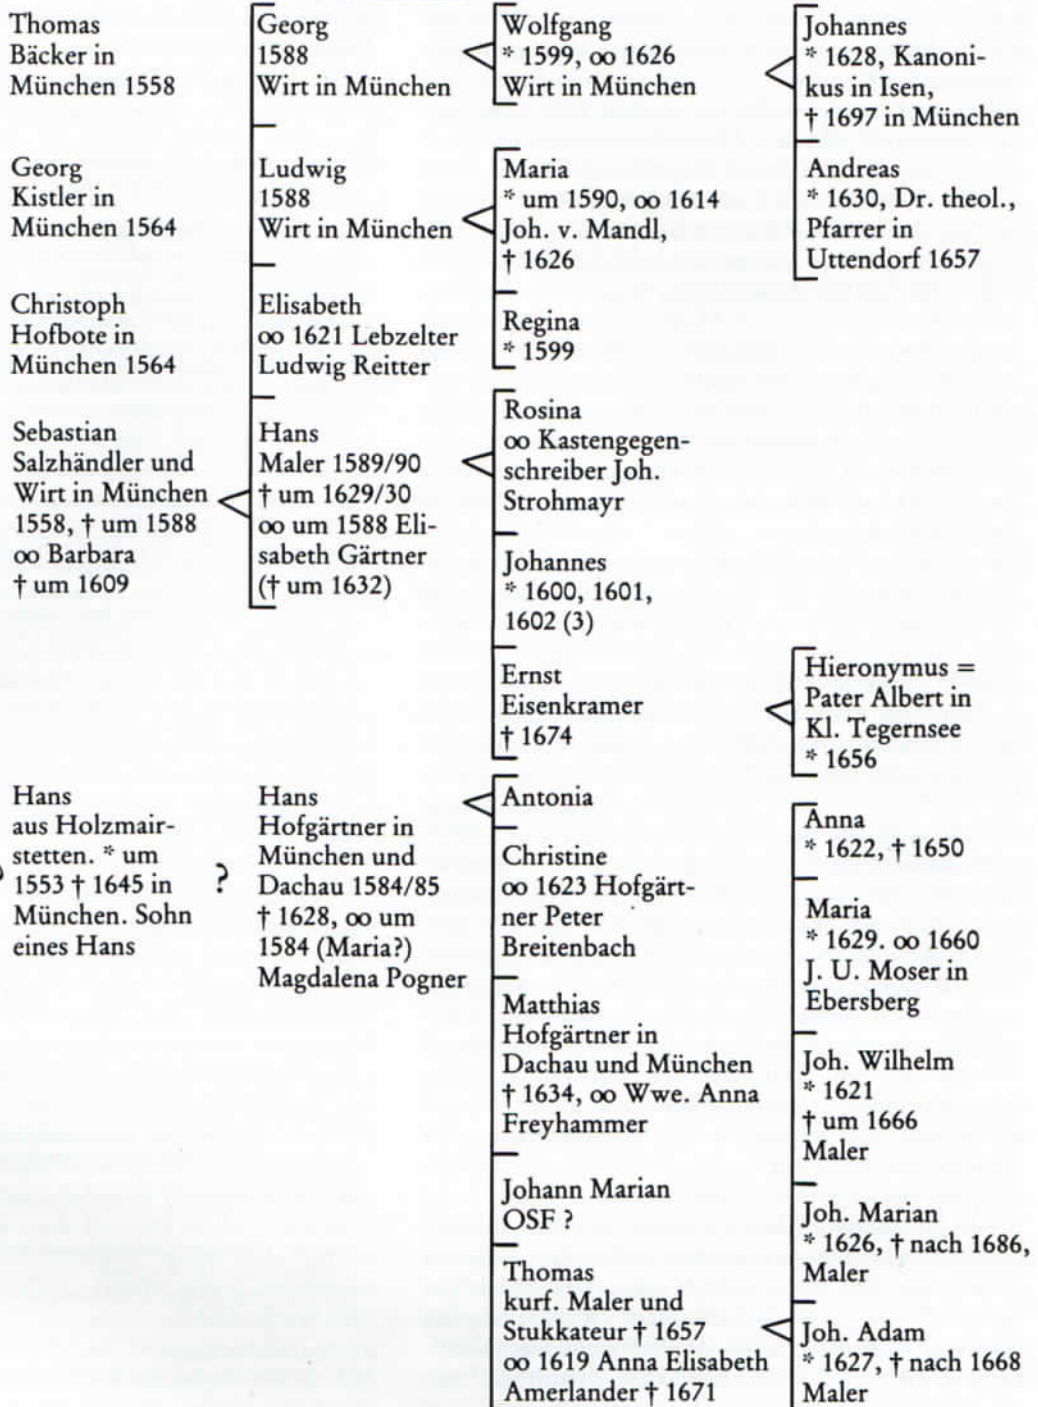 Thomas
Bäcker in
München 1558
Georg
Kistler in
München 1564
Christoph
Hofbote in
München 1564
Sebastian
Salzhändler und
Wirt in München
1558, † um 1588
oo Barbara
† um 1609
Hans
aus Holzmair-
stetten. * um
1553 † 1645 in
München. Sohn
eines Hans
?
Georg
1588
Wirt in München
Ludwig
1588
Wirt in München
Elisabeth
oo 1621 Lebzelter
Ludwig Reitter
Hans
Maler 1589/90
† um 1629/30
oo um 1588 Eli-
sabeth Gärtner
(† um 1632)
Hans
Hofgärtner in
München und
Dachau 1584/85
† 1628, oo um
1584 (Maria?)
Magdalena Pogner
Wolfgang
* 1599, oo 1626
Wirt in München
Maria
* um 1590, oo 1614
Joh. v. Mandl,
† 1626
Regina
* 1599
Rosina
oo Kastengegen-
schreiber Joh.
Strohmayr
Johannes
* 1600, 1601,
1602 (3)
Ernst
Eisenkramer
† 1674
Antonia
Christine
oo 1623 Hofgärt-
ner Peter
Breitenbach
Matthias
Hofgärtner in
Dachau und München
† 1634, oo Wwe. Anna
Freyhammer
Johann Marian
OSF ?
Thomas
kurf. Maler und
Stukkateur † 1657
oo 1619 Anna Elisabeth
Amerlander † 1671
Johannes
* 1628, Kanoni-
kus in Isen,
† 1697 in München
Andreas
* 1630, Dr. theol.,
Pfarrer in
Uttendorf 1657
Hieronymus =
Pater Albert in
Kl. Tegernsee
* 1656
Anna
* 1622, † 1650
Maria
* 1629. oo 1660
J. U. Moser in
Ebersberg
Joh. Wilhelm
* 1621
† um 1666
Maler
Joh. Marian
* 1626, † nach 1686,
Maler
Joh. Adam
* 1627, † nach 1668
Maler